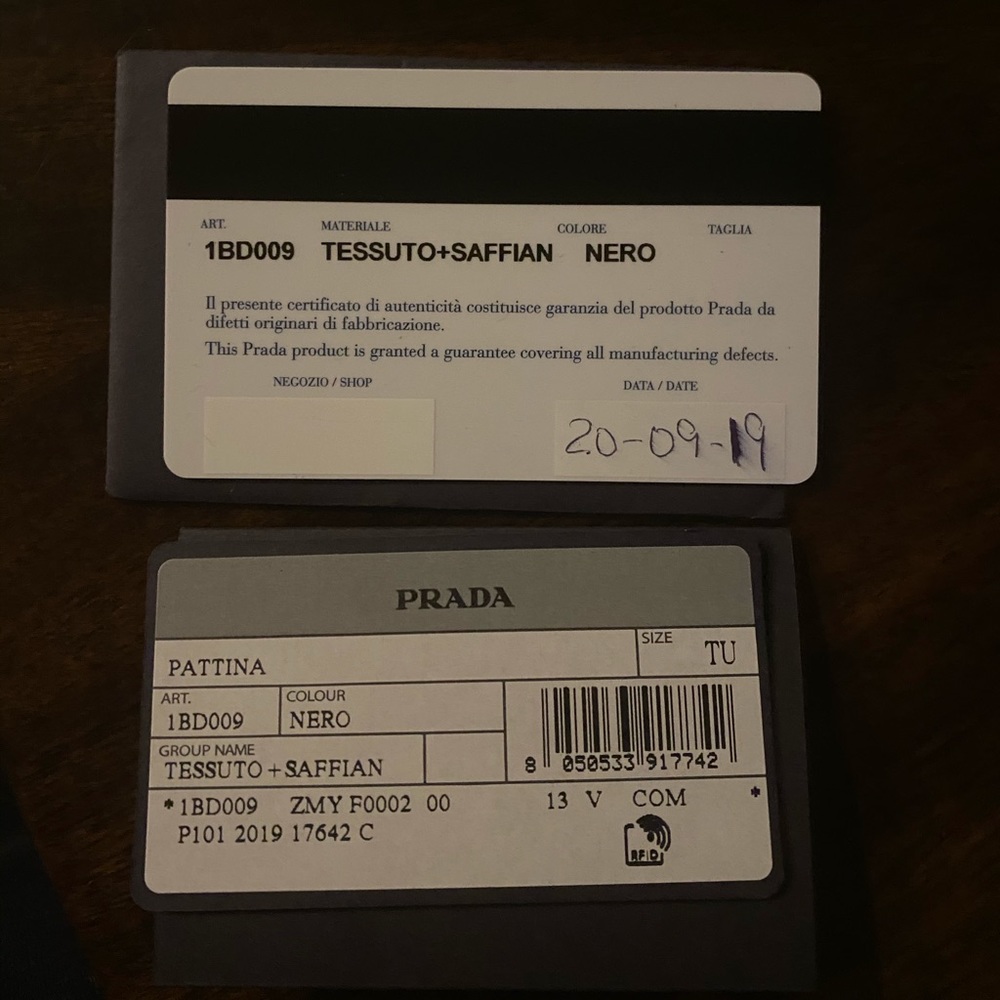 ART. MATERIALE COLORE TAGLIA
1BD009 TESSUTO+SAFFIAN NERO
Il presente certificato di autenticità costituisce garanzia del prodotto Prada da
difetti originari di fabbricazione.
This Prada product is granted a guarantee covering all manufacturing defects.
NEGOZIO / SHOP DATA / DATE
20-09-19
PRADA
PATTINA SIZE TU
ART. COLOUR
1BD009 NERO
GROUP NAME
TESSUTO+SAFFIAN
8 050533 917742
*1BD009 ZMY F0002 00 13 V COM *
P101 2019 17642 C
RFID